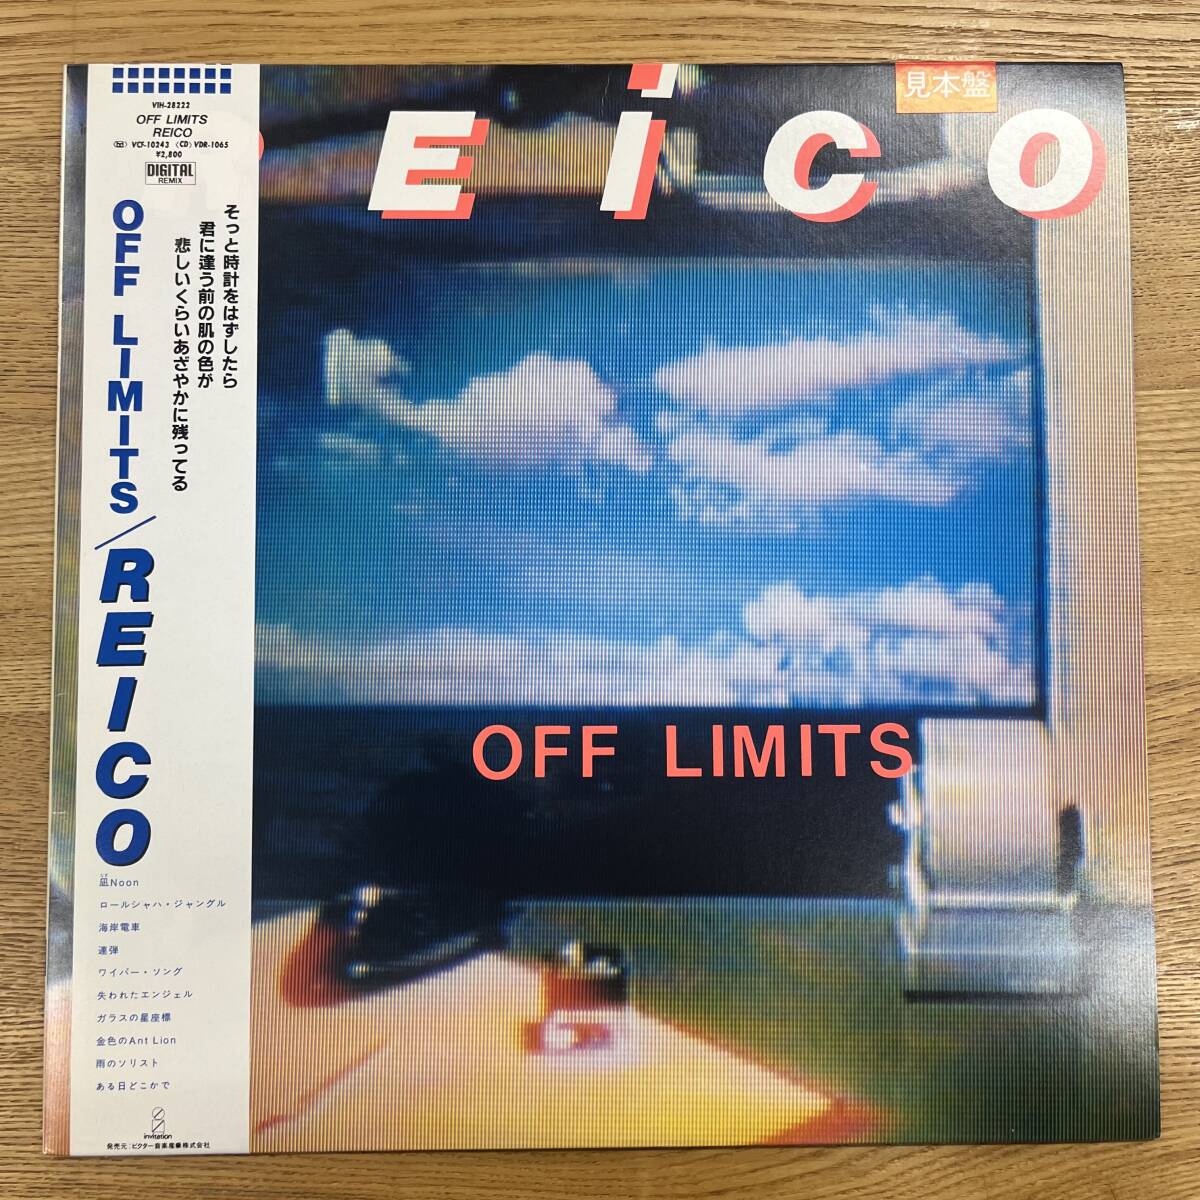 VIH-28222
OFF LIMITS
REICO
VCF-10243 〈CD〉 VDR-1065
¥2,800
DIGITAL
REMIX
そっと時計をはずしたら
君に逢う前の肌の色が
悲しいくらいあざやかに残ってる
OFF LIMITS/REICO
凪Noon
ロールシャハ・ジャングル
海岸電車
連弾
ワイパー・ソング
失われたエンジェル
ガラスの星座標
金色のAnt Lion
雨のソリスト
ある日どこかで
invitation
発売元:ビクター音楽産業株式会社
EiCO
見本盤
OFF LIMITS